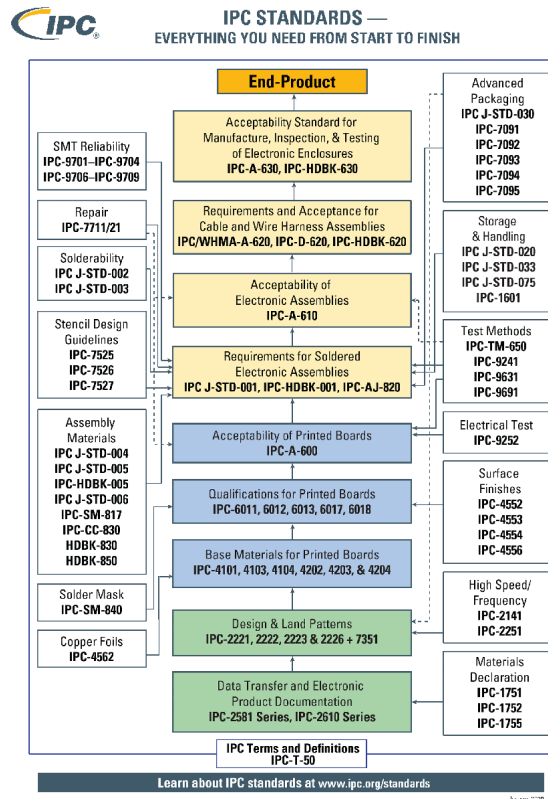 IPC®
IPC STANDARDS —
EVERYTHING YOU NEED FROM START TO FINISH
End-Product
Acceptability Standard for
Manufacture, Inspection, & Testing
of Electronic Enclosures
IPC-A-630, IPC-HDBK-630
Requirements and Acceptance for
Cable and Wire Harness Assemblies
IPC/WHMA-A-620, IPC-D-620, IPC-HDBK-620
Acceptability of
Electronic Assemblies
IPC-A-610
Requirements for Soldered
Electronic Assemblies
IPC J-STD-001, IPC-HDBK-001, IPC-AJ-820
Acceptability of Printed Boards
IPC-A-600
Qualifications for Printed Boards
IPC-6011, 6012, 6013, 6017, 6018
Base Materials for Printed Boards
IPC-4101, 4103, 4104, 4202, 4203, & 4204
Design & Land Patterns
IPC-2221, 2222, 2223 & 2226 + 7351
Data Transfer and Electronic
Product Documentation
IPC-2581 Series, IPC-2610 Series
SMT Reliability
IPC-9701–IPC-9704
IPC-9706–IPC-9709
Repair
IPC-7711/21
Solderability
IPC J-STD-002
IPC J-STD-003
Stencil Design
Guidelines
IPC-7525
IPC-7526
IPC-7527
Assembly
Materials
IPC J-STD-004
IPC J-STD-005
IPC-HDBK-005
IPC J-STD-006
IPC-SM-817
IPC-CC-830
HDBK-830
HDBK-850
Solder Mask
IPC-SM-840
Copper Foils
IPC-4562
Advanced
Packaging
IPC J-STD-030
IPC-7091
IPC-7092
IPC-7093
IPC-7094
IPC-7095
Storage
& Handling
IPC J-STD-020
IPC J-STD-033
IPC J-STD-075
IPC-1601
Test Methods
IPC-TM-650
IPC-9241
IPC-9631
IPC-9691
Electrical Test
IPC-9252
Surface
Finishes
IPC-4552
IPC-4553
IPC-4554
IPC-4556
High Speed/
Frequency
IPC-2141
IPC-2251
Materials
Declaration
IPC-1751
IPC-1752
IPC-1755
IPC Terms and Definitions
IPC-T-50
Learn about IPC standards at www.ipc.org/standards